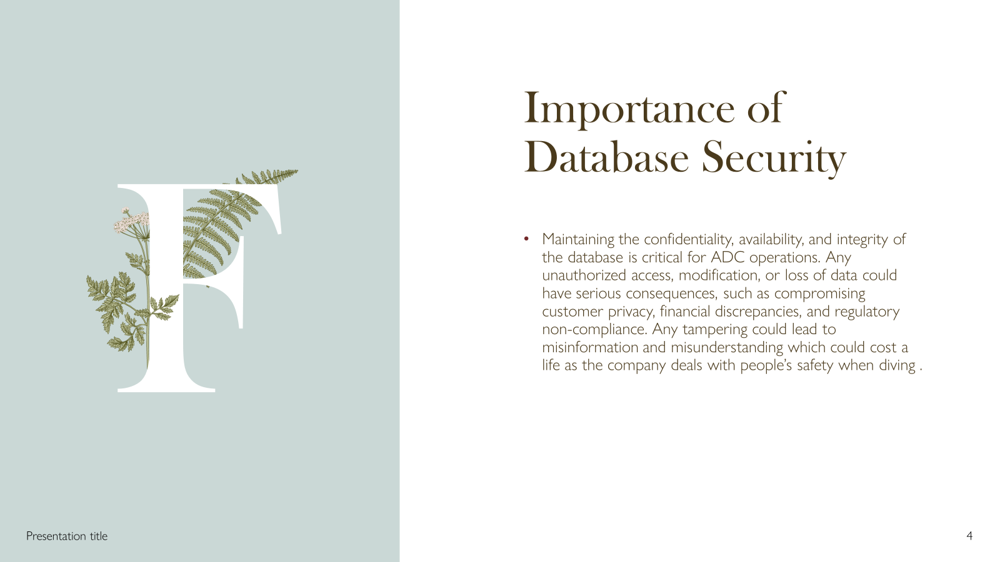 F
Importance of
Database Security
• Maintaining the confidentiality, availability, and integrity of
the database is critical for ADC operations. Any
unauthorized access, modification, or loss of data could
have serious consequences, such as compromising
customer privacy, financial discrepancies, and regulatory
non-compliance. Any tampering could lead to
misinformation and misunderstanding which could cost a
life as the company deals with people’s safety when diving .
Presentation title
4